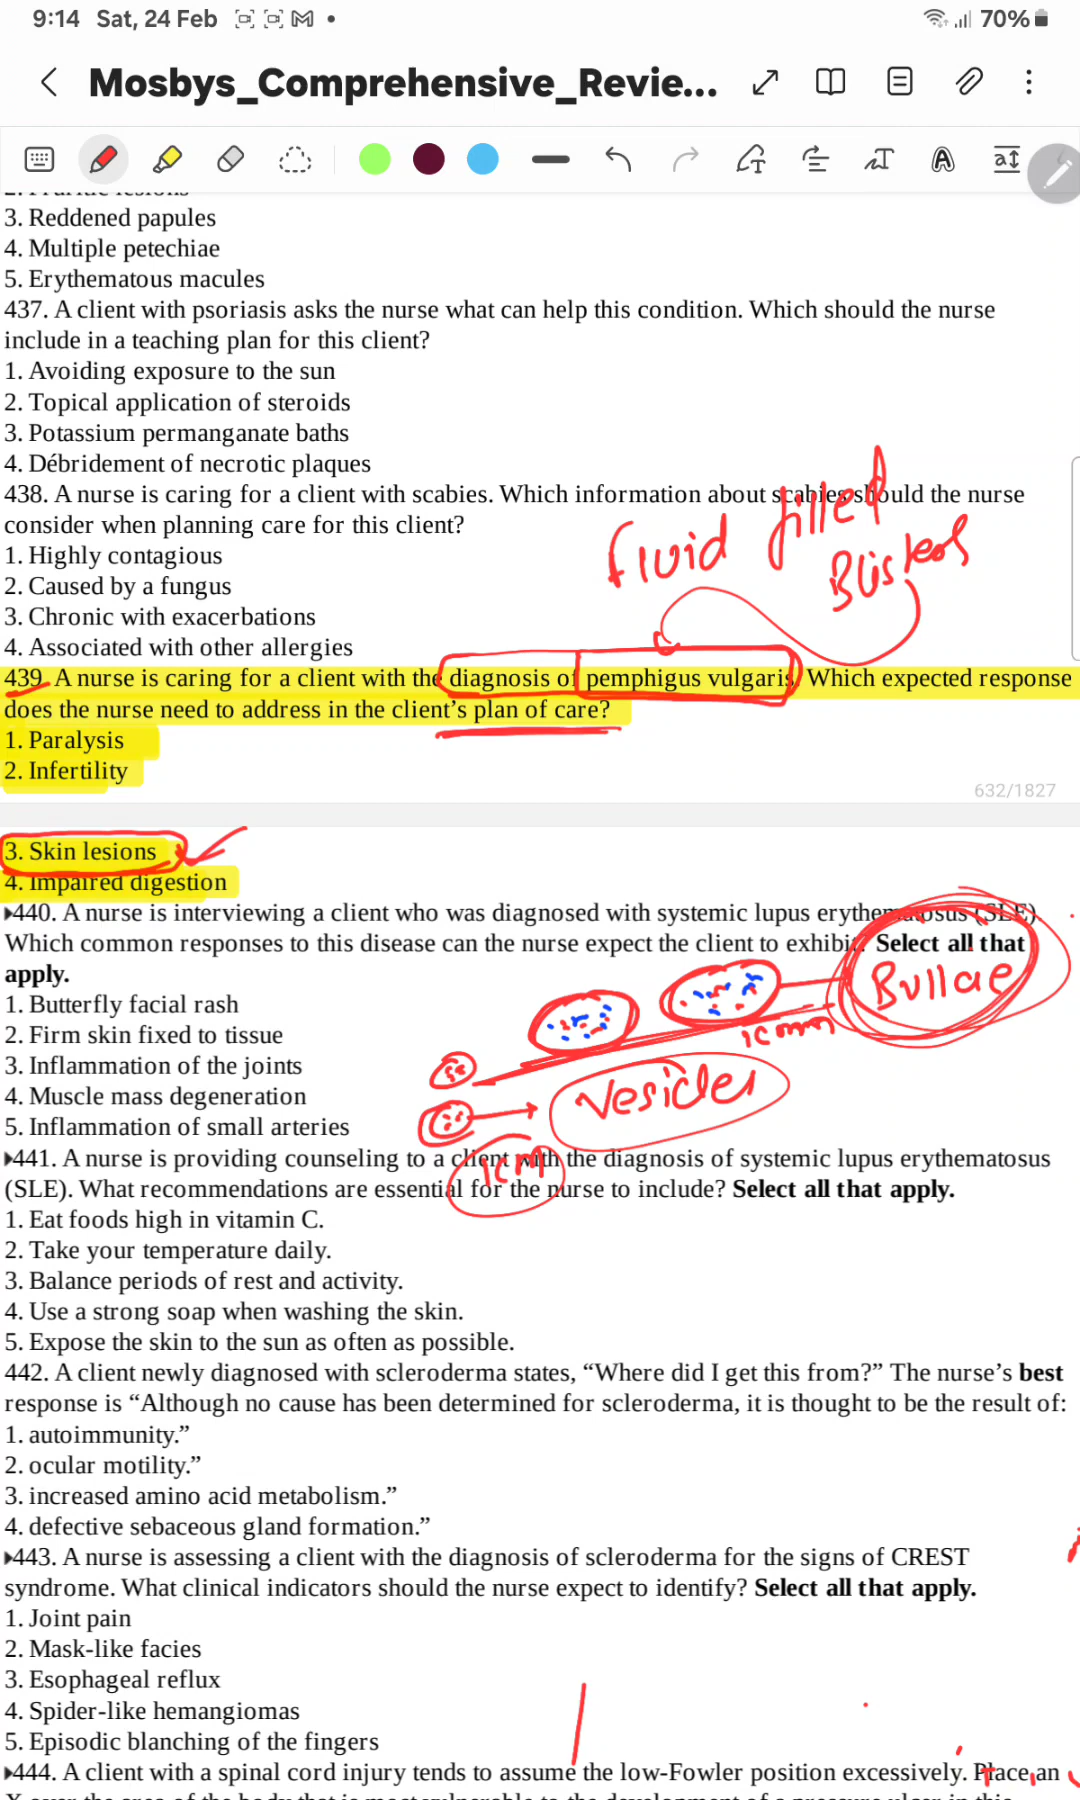 9:14 Sat, 24 Feb
70%
Mosbys_Comprehensive_Revie...
3. Reddened papules
4. Multiple petechiae
5. Erythematous macules
437. A client with psoriasis asks the nurse what can help this condition. Which should the nurse
include in a teaching plan for this client?
1. Avoiding exposure to the sun
2. Topical application of steroids
3. Potassium permanganate baths
4. Débridement of necrotic plaques
438. A nurse is caring for a client with scabies. Which information about scabies should the nurse
consider when planning care for this client?
fluid filled
Blisters
1. Highly contagious
2. Caused by a fungus
3. Chronic with exacerbations
4. Associated with other allergies
439. A nurse is caring for a client with the diagnosis of pemphigus vulgaris. Which expected response
does the nurse need to address in the client’s plan of care?
1. Paralysis
2. Infertility
632/1827
3. Skin lesions
4. Impaired digestion
440. A nurse is interviewing a client who was diagnosed with systemic lupus erythematosus (SLE).
Which common responses to this disease can the nurse expect the client to exhibit? Select all that
apply.
Bullae
1. Butterfly facial rash
2. Firm skin fixed to tissue
3. Inflammation of the joints
4. Muscle mass degeneration
Vesicles
5. Inflammation of small arteries
441. A nurse is providing counseling to a client with the diagnosis of systemic lupus erythematosus
1cm
(SLE). What recommendations are essential for the nurse to include? Select all that apply.
1. Eat foods high in vitamin C.
2. Take your temperature daily.
3. Balance periods of rest and activity.
4. Use a strong soap when washing the skin.
5. Expose the skin to the sun as often as possible.
442. A client newly diagnosed with scleroderma states, “Where did I get this from?” The nurse’s best
response is “Although no cause has been determined for scleroderma, it is thought to be the result of:
1. autoimmunity.”
2. ocular motility.”
3. increased amino acid metabolism.”
4. defective sebaceous gland formation.”
443. A nurse is assessing a client with the diagnosis of scleroderma for the signs of CREST
syndrome. What clinical indicators should the nurse expect to identify? Select all that apply.
1. Joint pain
2. Mask-like facies
3. Esophageal reflux
4. Spider-like hemangiomas
5. Episodic blanching of the fingers
444. A client with a spinal cord injury tends to assume the low-Fowler position excessively. Place an